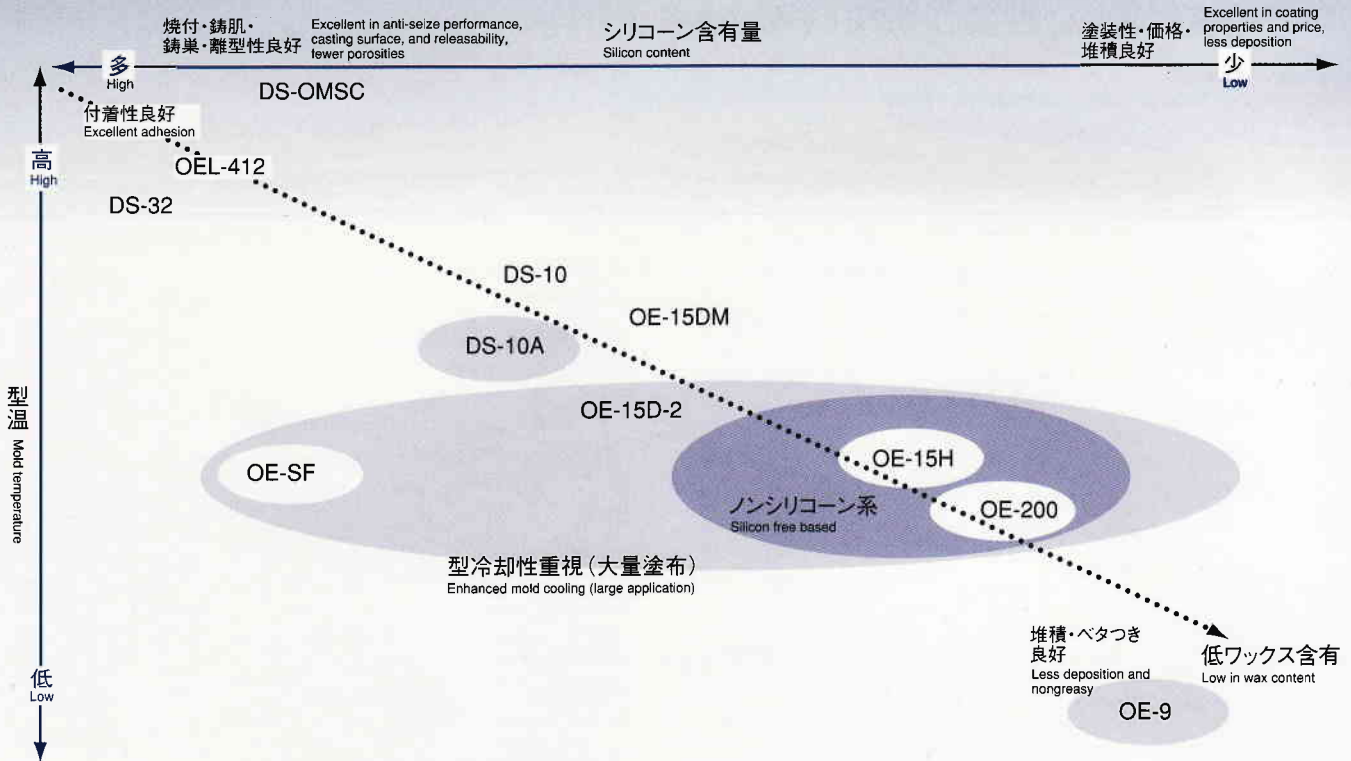 焼付・鋳肌・
鋳巣・離型性良好
Excellent in anti-seize performance,
casting surface, and releasability,
fewer porosities
シリコーン含有量
Silicon content
塗装性・価格・
堆積良好
Excellent in coating
properties and price,
less deposition
多
High
少
Low
DS-OMSC
付着性良好
Excellent adhesion
高
High
OEL-412
DS-32
DS-10
OE-15DM
DS-10A
型温
Mold temperature
OE-15D-2
OE-SF
OE-15H
ノンシリコーン系
Silicon free based
OE-200
型冷却性重視(大量塗布)
Enhanced mold cooling (large application)
堆積・ベタつき
良好
Less deposition and
nongreasy
低ワックス含有
Low in wax content
低
Low
OE-9